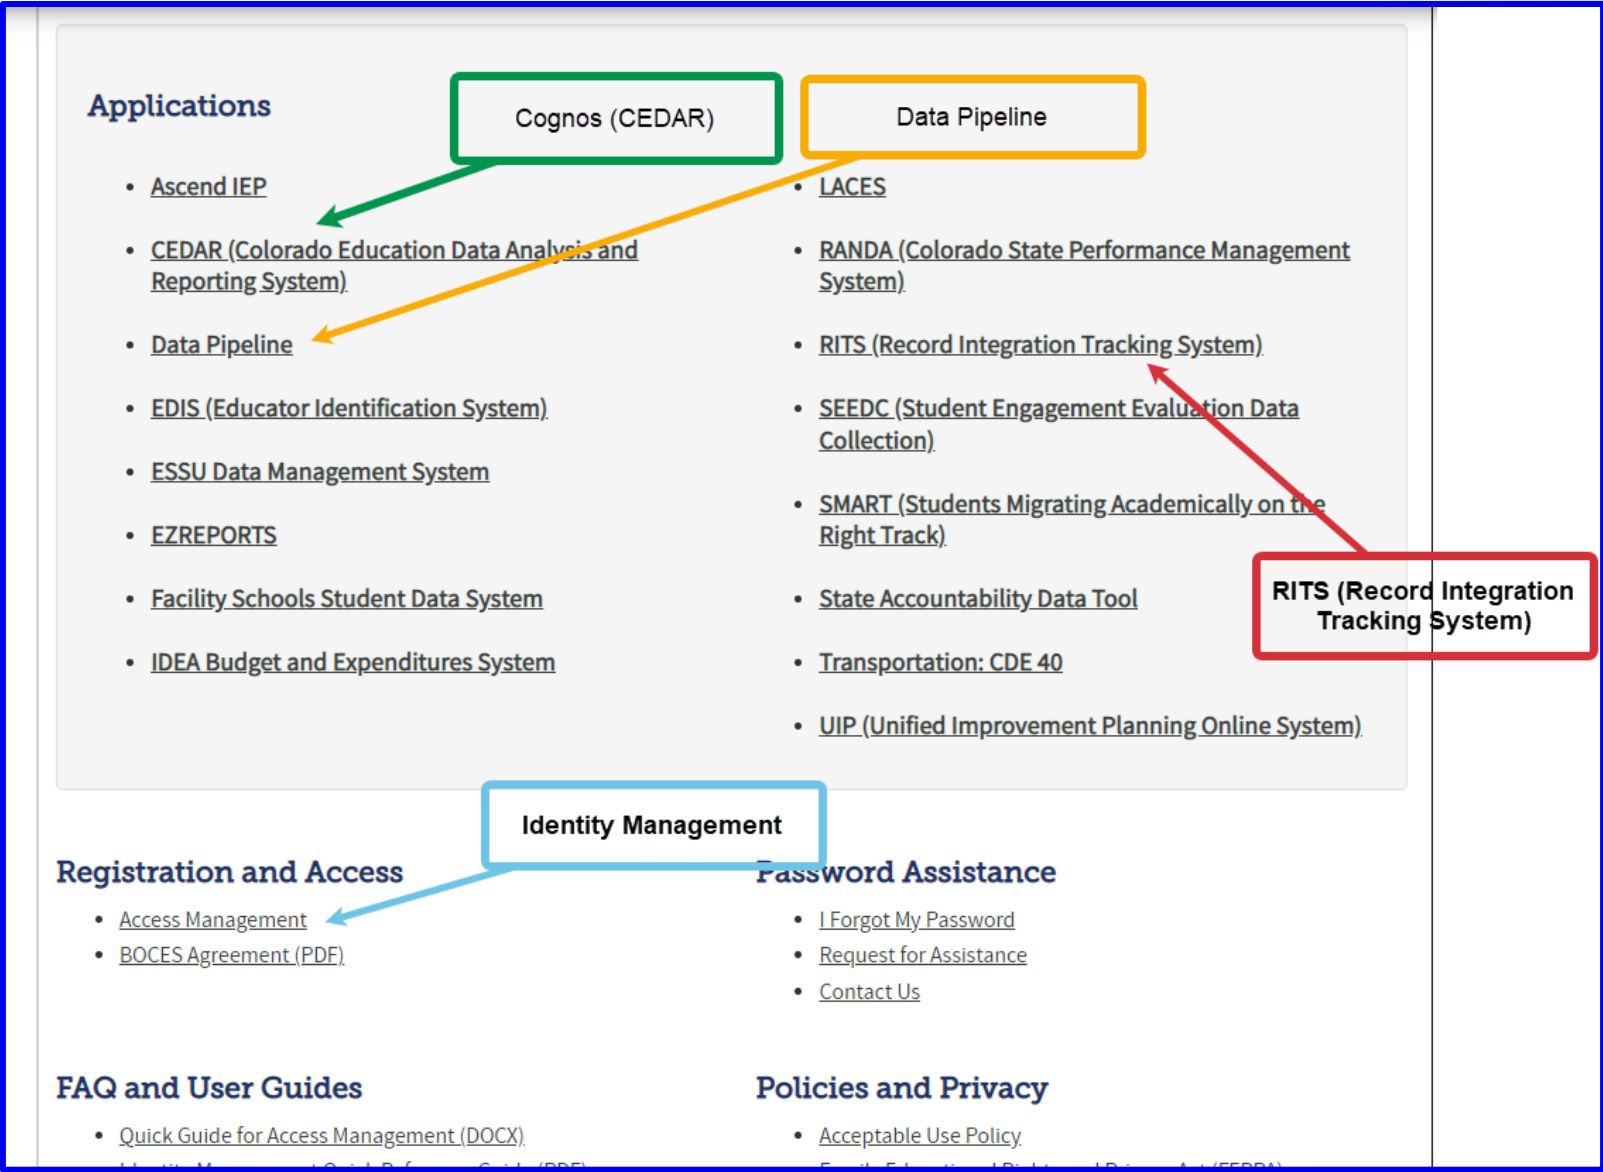 Applications
Cognos (CEDAR)
Data Pipeline
Ascend IEP
CEDAR (Colorado Education Data Analysis and
Reporting System)
Data Pipeline
EDIS (Educator Identification System)
ESSU Data Management System
EZREPORTS
Facility Schools Student Data System
IDEA Budget and Expenditures System
LACES
RANDA (Colorado State Performance Management
System)
RITS (Record Integration Tracking System)
SEEDC (Student Engagement Evaluation Data
Collection)
SMART (Students Migrating Academically on the
Right Track)
State Accountability Data Tool
Transportation: CDE 40
UIP (Unified Improvement Planning Online System)
RITS (Record Integration
Tracking System)
Identity Management
Registration and Access
Access Management
BOCES Agreement (PDF)
Password Assistance
I Forgot My Password
Request for Assistance
Contact Us
FAQ and User Guides
Quick Guide for Access Management (DOCX)
Policies and Privacy
Acceptable Use Policy